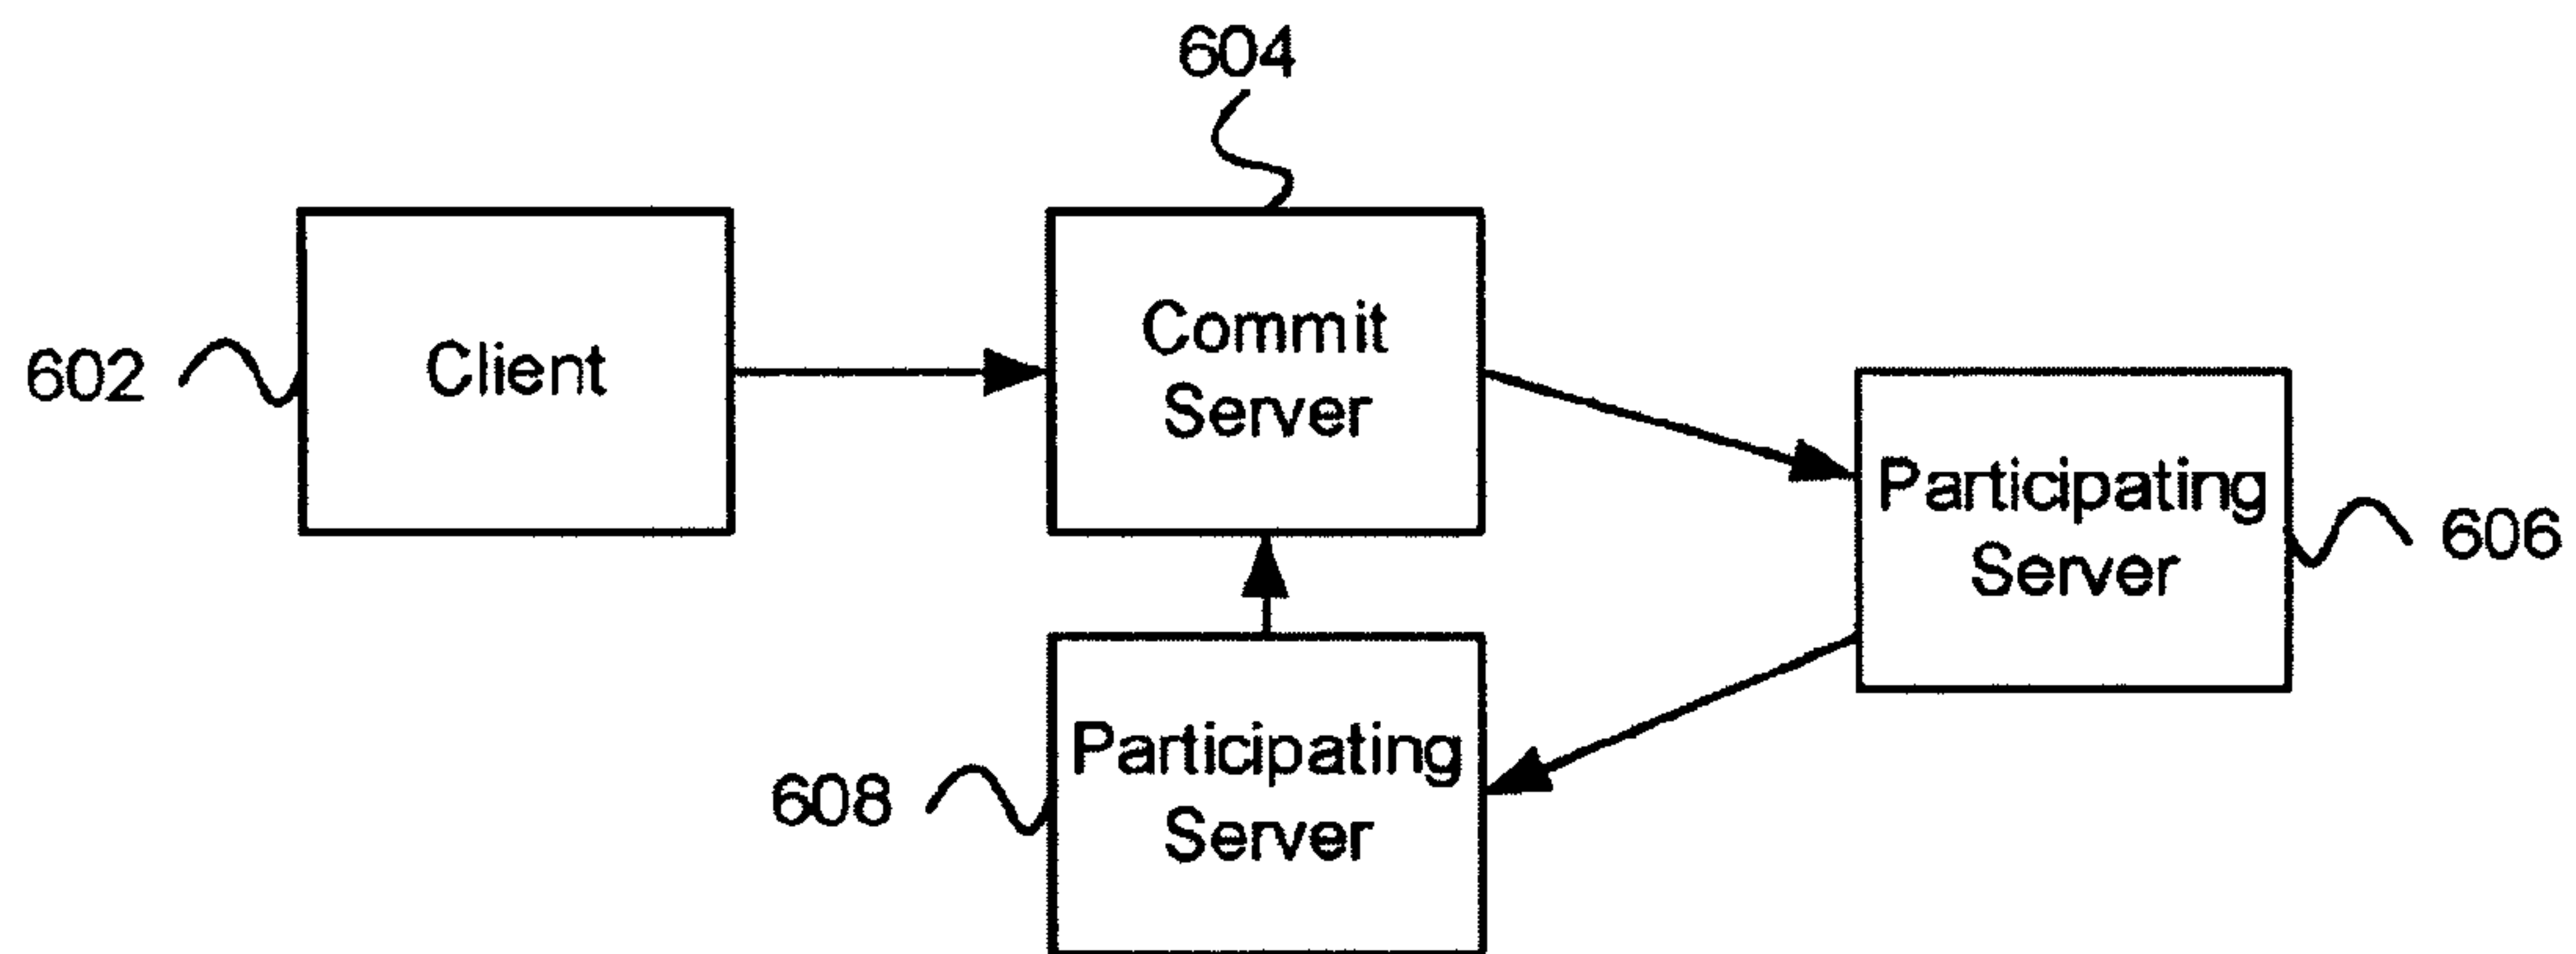 604
602
Client
Commit
Server
Participating
Server
606
608
Participating
Server